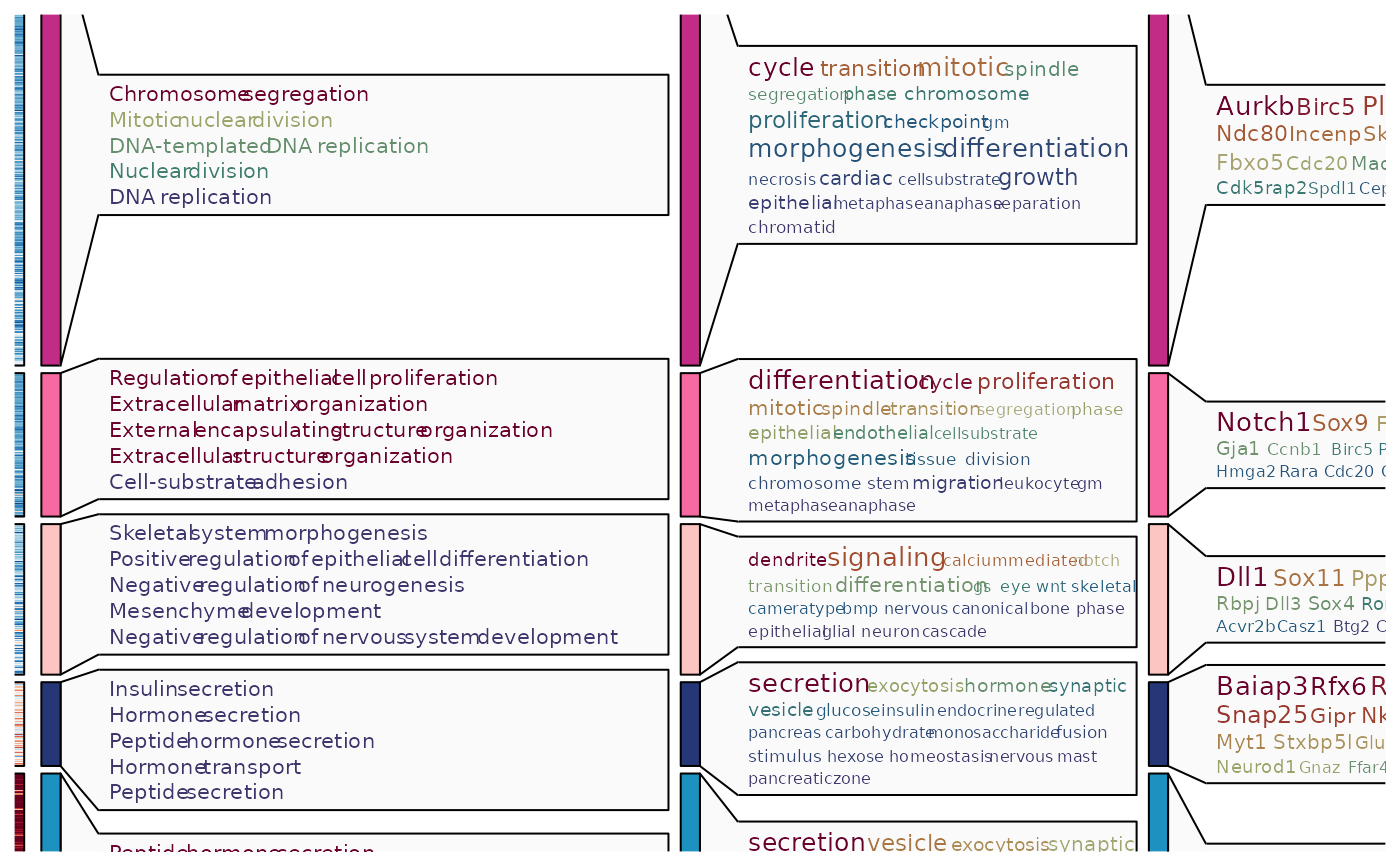 Chromosome segregation
Mitotic nuclear division
DNA-templated DNA replication
Nuclear division
DNA replication
cycle transition mitotic spindle
segregation phase chromosome
proliferation checkpoint gm
morphogenesis differentiation
necrosis cardiac cellsubstrate growth
epithelial metaphaseanaphase separation
chromatid
Aurkb Birc5 Pl
Ndc80 Incenp Sk
Fbxo5 Cdc20 Mad
Cdk5rap2 Spdl1 Cep
Regulation of epithelial cell proliferation
Extracellular matrix organization
External encapsulating structure organization
Extracellular structure organization
Cell-substrate adhesion
differentiation cycle proliferation
mitotic spindle transition segregation phase
epithelial endothelial cellsubstrate
morphogenesis tissue division
chromosome stem migration leukocyte gm
metaphaseanaphase
Notch1 Sox9 F
Gja1 Ccnb1 Birc5 P
Hmga2 Rara Cdc20
Skeletal system morphogenesis
Positive regulation of epithelial cell differentiation
Negative regulation of neurogenesis
Mesenchyme development
Negative regulation of nervous system development
dendrite signaling calciummediated notch
transition differentiation gs eye wnt skeletal
cameratype bmp nervous canonical bone phase
epithelial glial neuron cascade
Dll1 Sox11 Ppp
Rbpj Dll3 Sox4 Ror
Acvr2b Casz1 Btg2 C
Insulin secretion
Hormone secretion
Peptide hormone secretion
Hormone transport
Peptide secretion
secretion exocytosis hormone synaptic
vesicle glucose insulin endocrine regulated
pancreas carbohydrate monosaccharide fusion
stimulus hexose homeostasis nervous mast
pancreatic zone
Baiap3 Rfx6 R
Snap25 Gipr Nk
Myt1 Stxbp5l Glu
Neurod1 Gnaz Ffar4
Peptide hormone secretion
secretion vesicle exocytosis synaptic